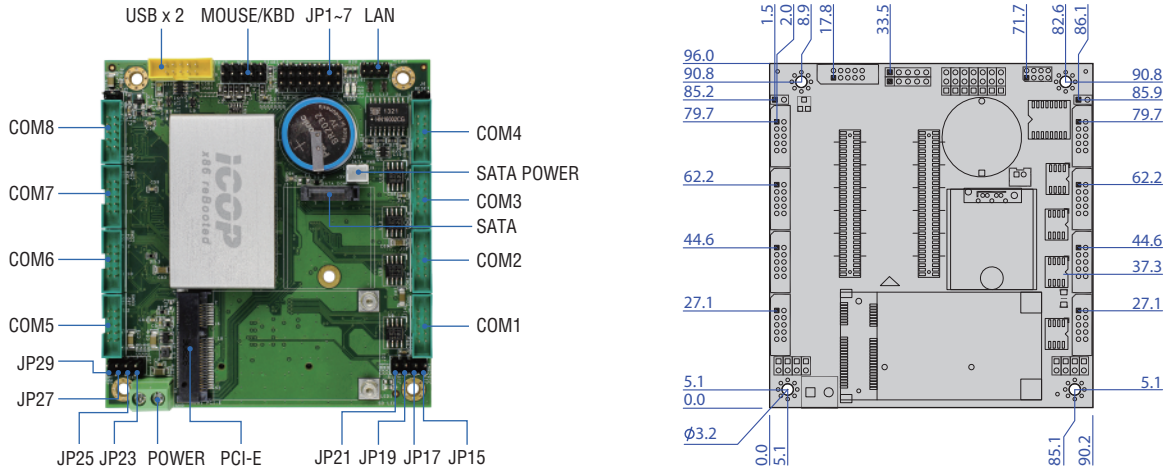 USB x 2 MOUSE/KBD JP1~7 LAN
COM8
COM7
COM6
COM5
JP29
JP27
JP25 JP23 POWER PCI-E JP21 JP19 JP17 JP15
COM4
SATA POWER
COM3
SATA
COM2
COM1
iCOP
x86 reBooted
BR2032
1321
HN16002CG
1.5 2.0 8.9 17.8 33.5 71.7 82.6 86.1
96.0
90.8 90.8
85.2 85.9
79.7 79.7
62.2 62.2
44.6 44.6
37.3
27.1 27.1
5.1 5.1
0.0
ϕ3.2
0.0 5.1 85.1 90.2